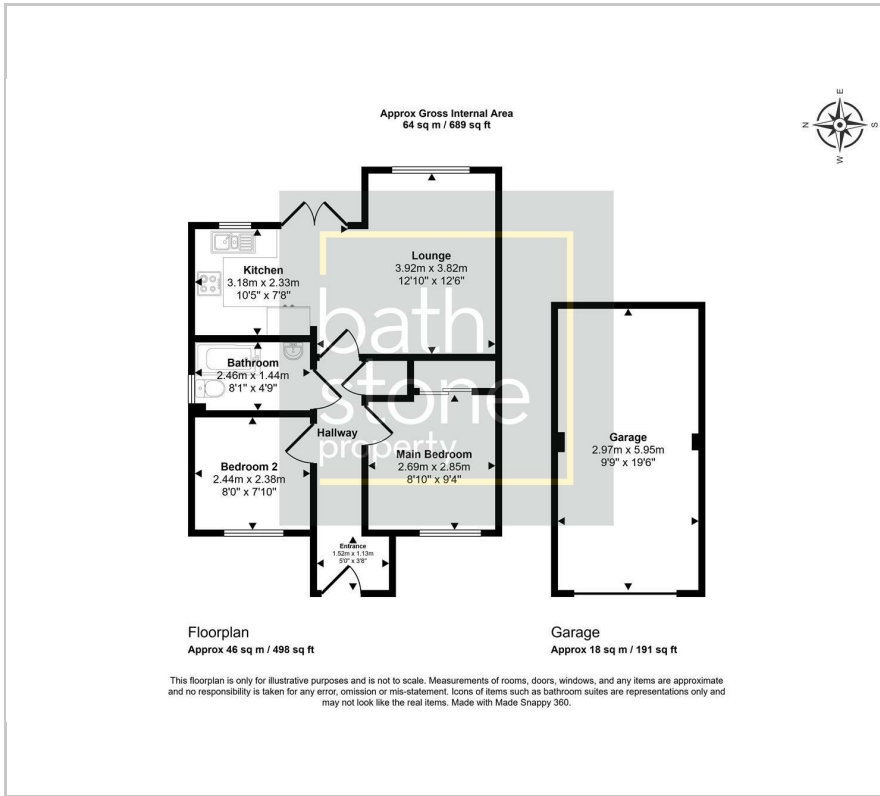 Approx Gross Internal Area
64 sq m / 689 sq ft
E
N
S
W
Lounge
3.92m x 3.82m
12'10" x 12'6"
Kitchen
3.18m x 2.33m
10'5" x 7'8"
bath
stone
property
Bathroom
2.46m x 1.44m
8'1" x 4'9"
Hallway
Garage
2.97m x 5.95m
9'9" x 19'6"
Main Bedroom
2.69m x 2.85m
8'10" x 9'4"
Bedroom 2
2.44m x 2.38m
8'0" x 7'10"
Entrance
1.52m x 1.13m
5'0" x 3'8"
Floorplan
Approx 46 sq m / 498 sq ft
Garage
Approx 18 sq m / 191 sq ft
This floorplan is only for illustrative purposes and is not to scale. Measurements of rooms, doors, windows, and any items are approximate
and no responsibility is taken for any error, omission or mis-statement. Icons of items such as bathroom suites are representations only and
may not look like the real items. Made with Made Snappy 360.